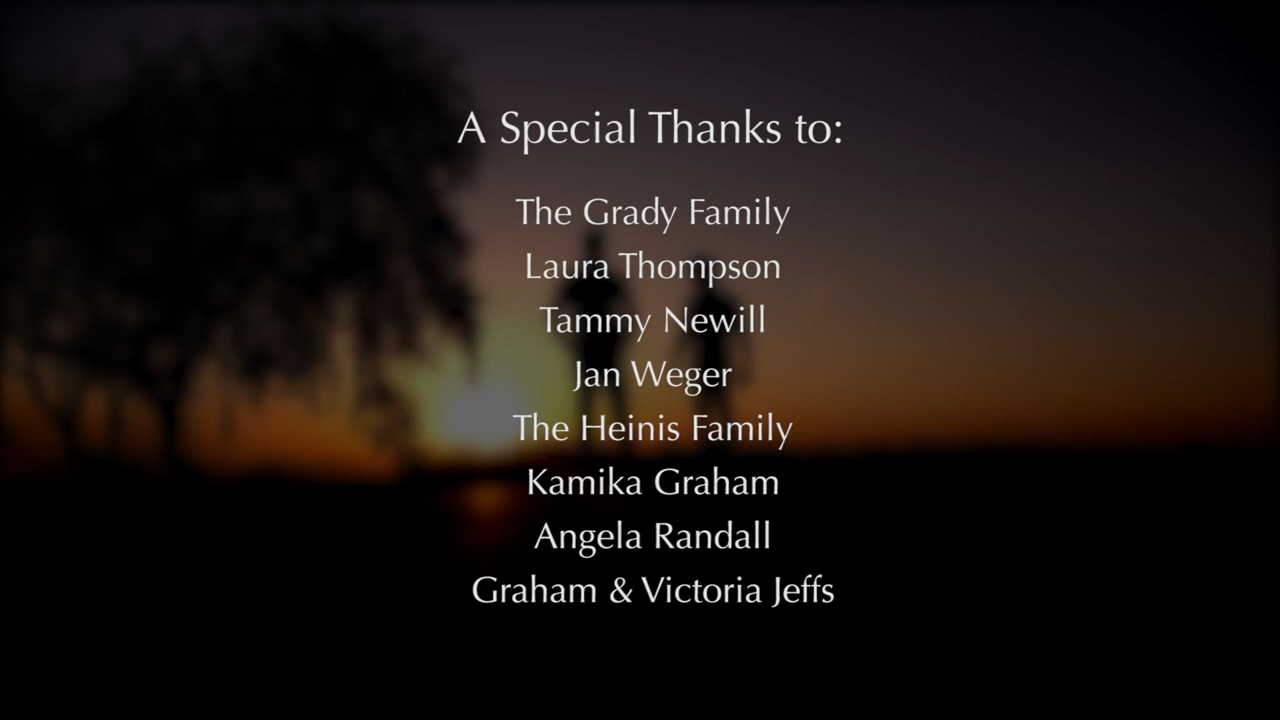 A Special Thanks to:
The Grady Family
Laura Thompson
Tammy Newill
Jan Weger
The Heinis Family
Kamika Graham
Angela Randall
Graham & Victoria Jeffs